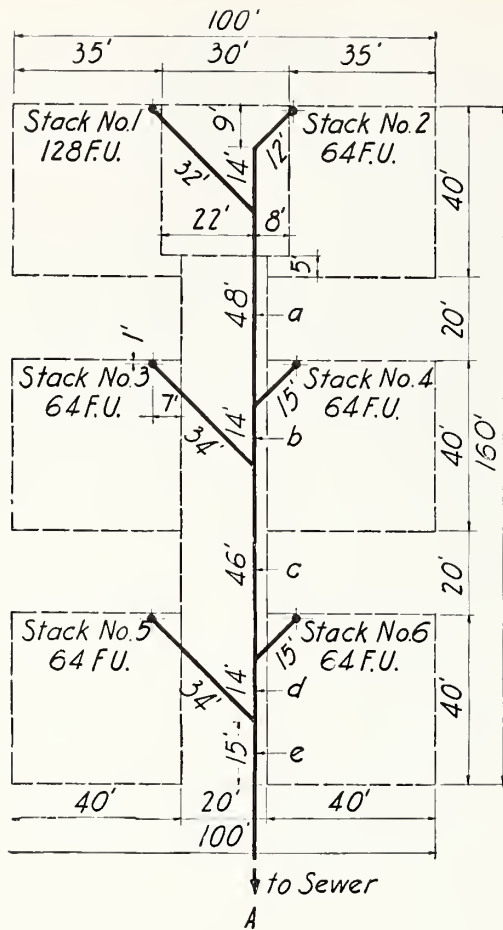 100'
35' 30' 35'
Stack No.1
128 F.U.
9'
Stack No.2
64 F.U.
14'
12'
32'
40'
22' 8'
5'
48'
a
20'
1'
Stack No.3
64 F.U.
Stack No.4
64 F.U.
7'
15'
14'
b
34'
40'
160'
46'
c
20'
Stack No.5
64 F.U.
Stack No.6
64 F.U.
15'
34'
14'
d
40'
15'
e
40' 20' 40'
100'
to Sewer
A